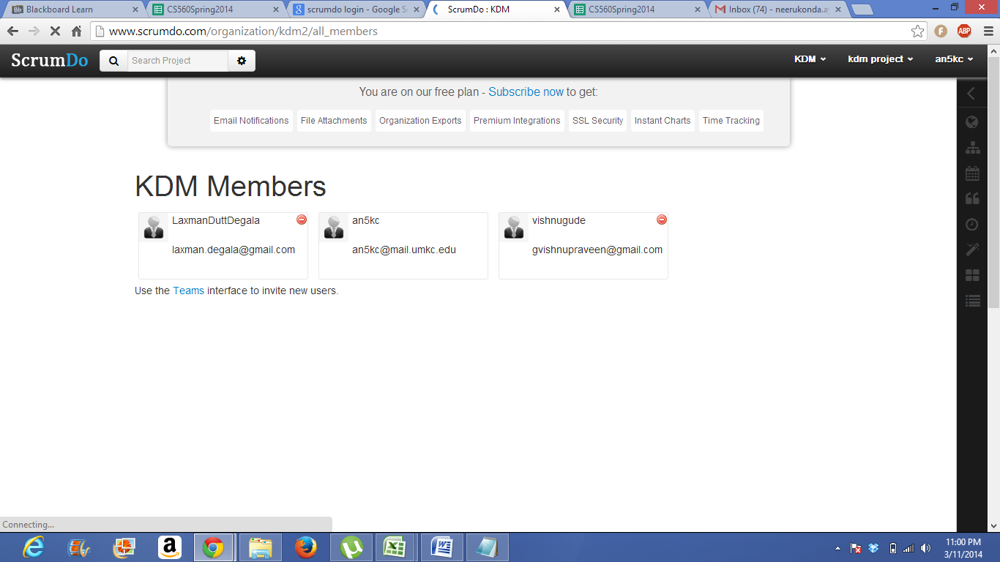 Blackboard Learn
CS560Spring2014
scrumdo login - Google S
ScrumDo : KDM
CS560Spring2014
Inbox (74) - neerukonda.a
www.scrumdo.com/organization/kdm2/all_members
ABP
ScrumDo
Search Project
KDM
kdm project
an5kc
You are on our free plan - Subscribe now to get:
Email Notifications
File Attachments
Organization Exports
Premium Integrations
SSL Security
Instant Charts
Time Tracking
KDM Members
LaxmanDuttDegala
laxman.degala@gmail.com
an5kc
an5kc@mail.umkc.edu
vishnugude
gvishnupraveen@gmail.com
Use the Teams interface to invite new users.
Connecting...
11:00 PM
3/11/2014